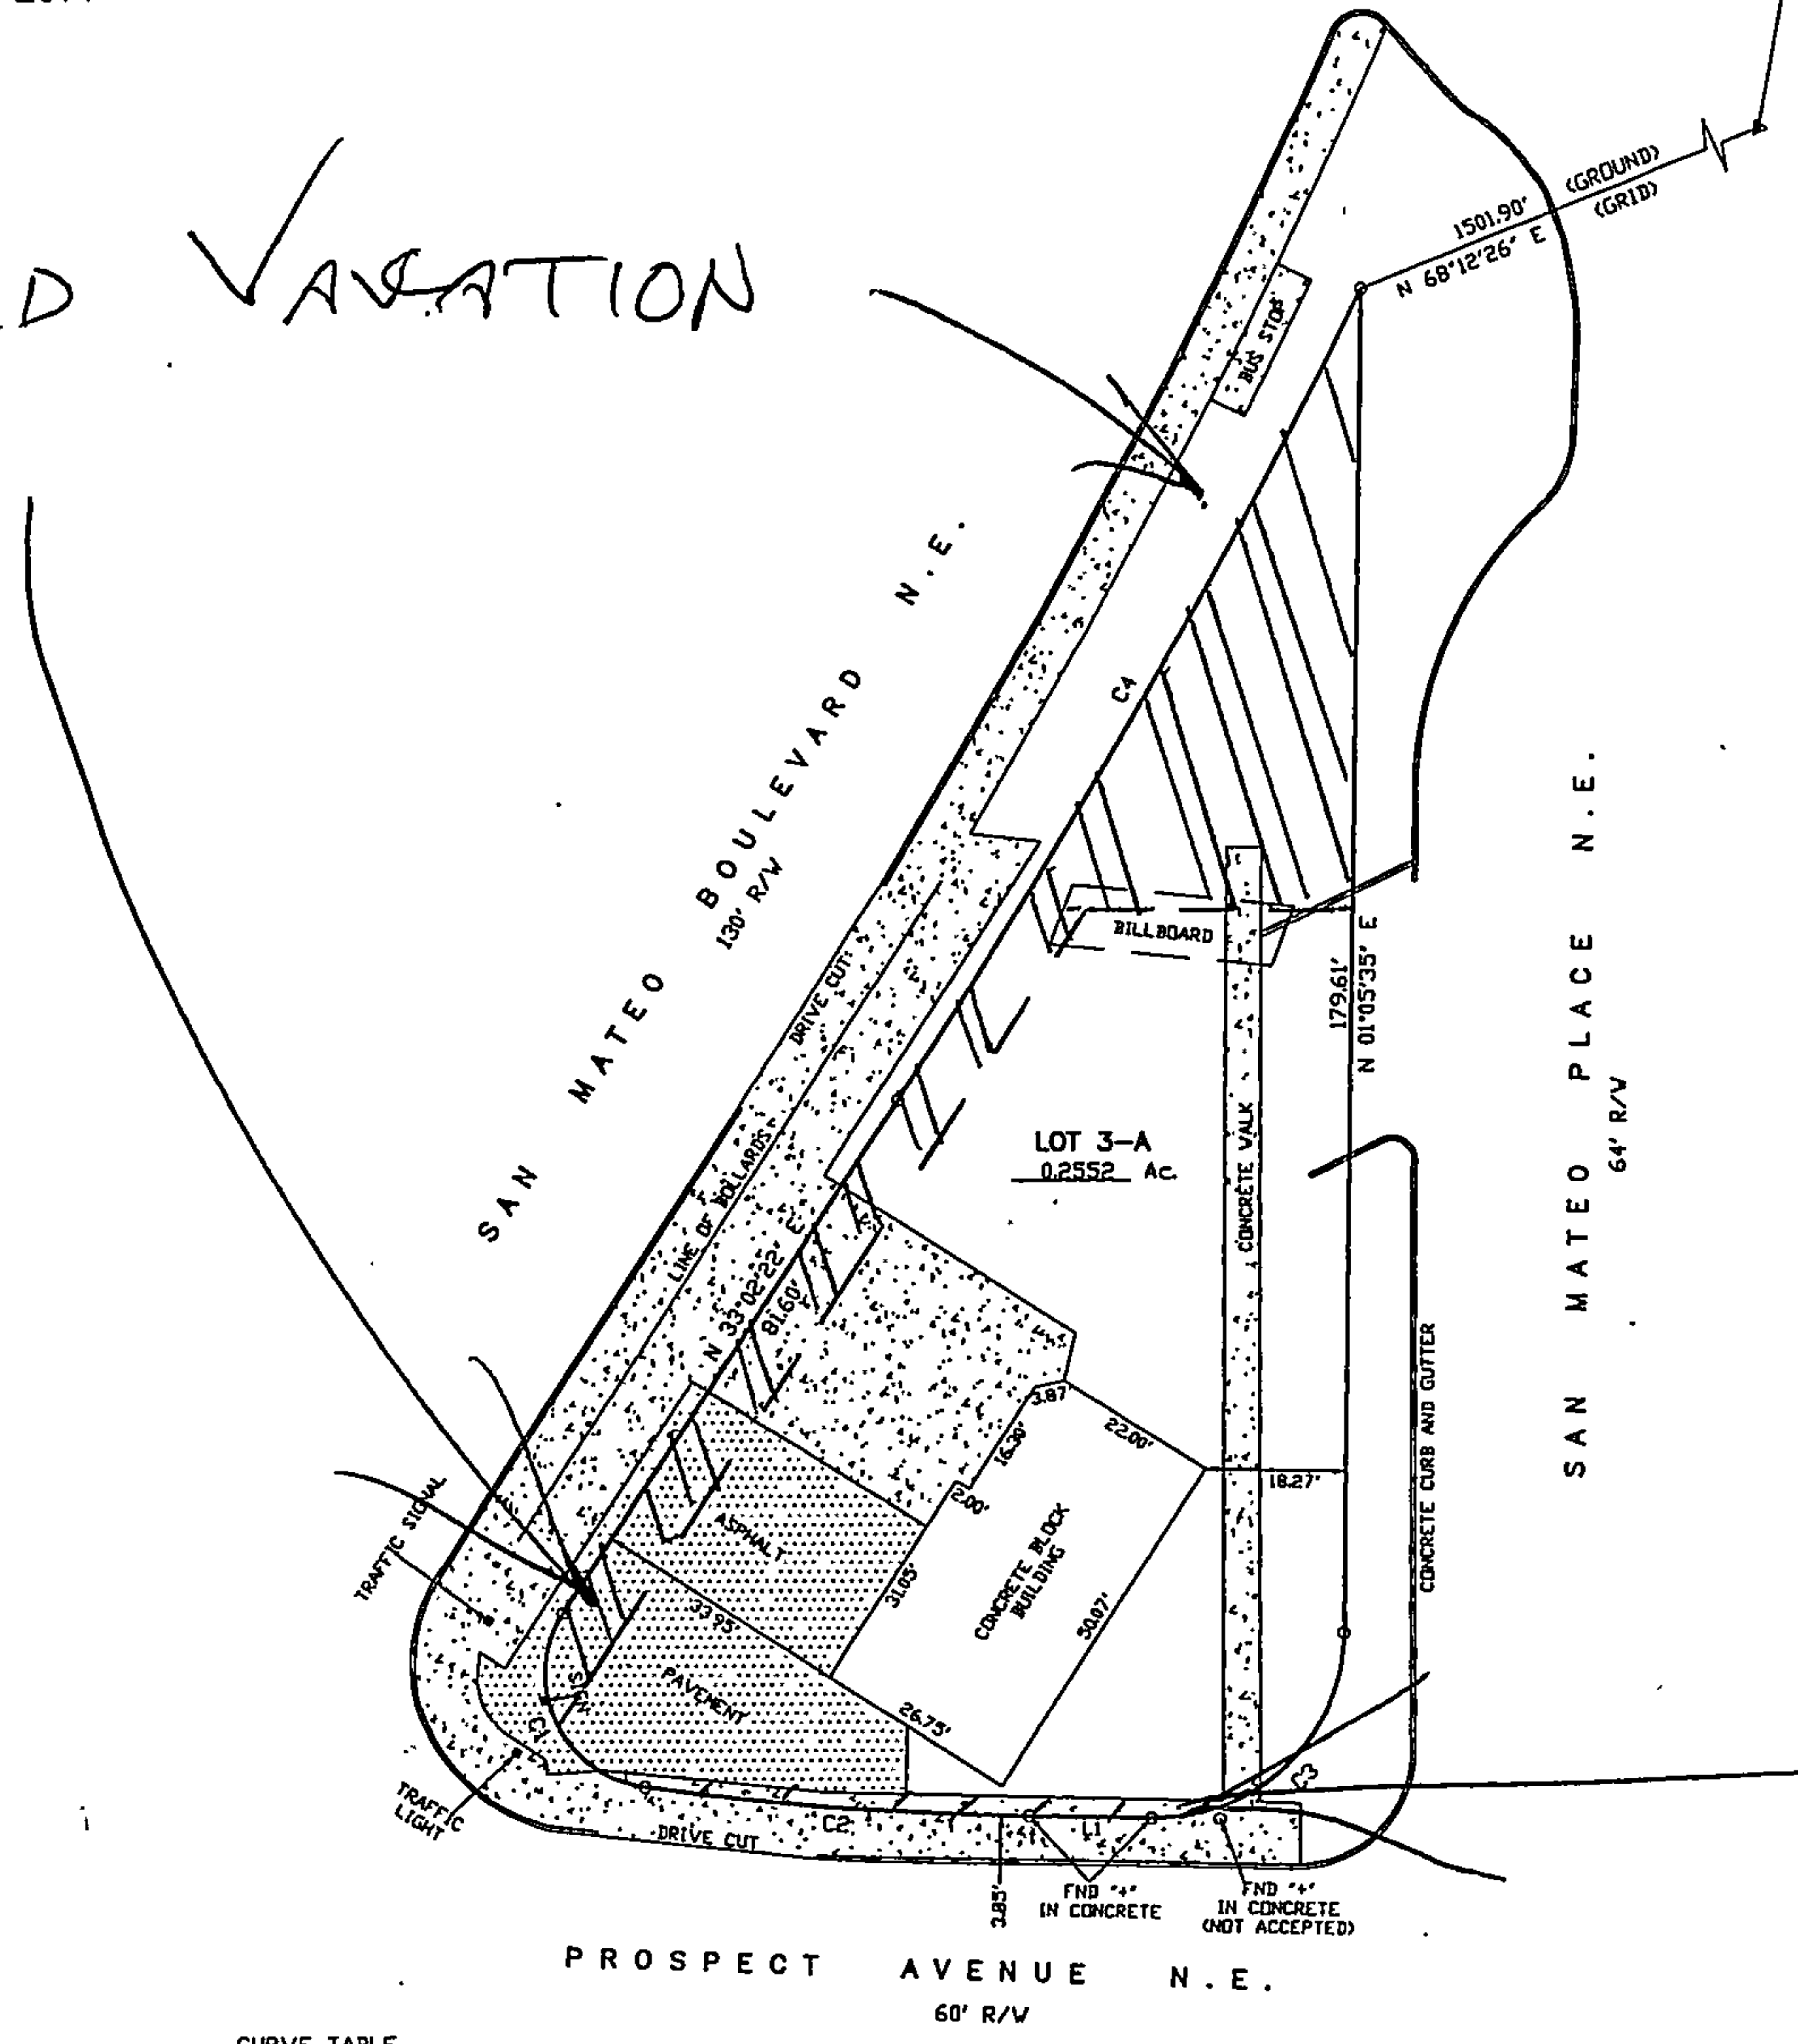 D VACATION
(GROUND)
1501.90'
(GRID)
N 68°12'26" E
BUS STOP
SAN MATEO BOULEVARD N.E.
130' R/W
C4
BILLBOARD
DRIVE CUT
179.61'
N 01°05'35" E
SAN MATEO PLACE N.E.
64' R/W
LINE OF BOLLARDS
LOT 3-A
0.2552 Ac.
CONCRETE WALK
N 33°02'22" E
81.60'
3.87'
22.00'
16.30'
2.00'
18.27'
CONCRETE CURB AND GUTTER
TRAFFIC SIGNAL
ASPHALT
CONCRETE BLOCK
BUILDING
31.05'
50.07'
33.95'
PAVEMENT
SIGN
26.75'
C1
C3
TRAFFIC
LIGHT
C2
L1
DRIVE CUT
3.85'
FND "+"
IN CONCRETE
FND "+"
IN CONCRETE
(NOT ACCEPTED)
PROSPECT AVENUE N.E.
60' R/W
CURVE TABLE